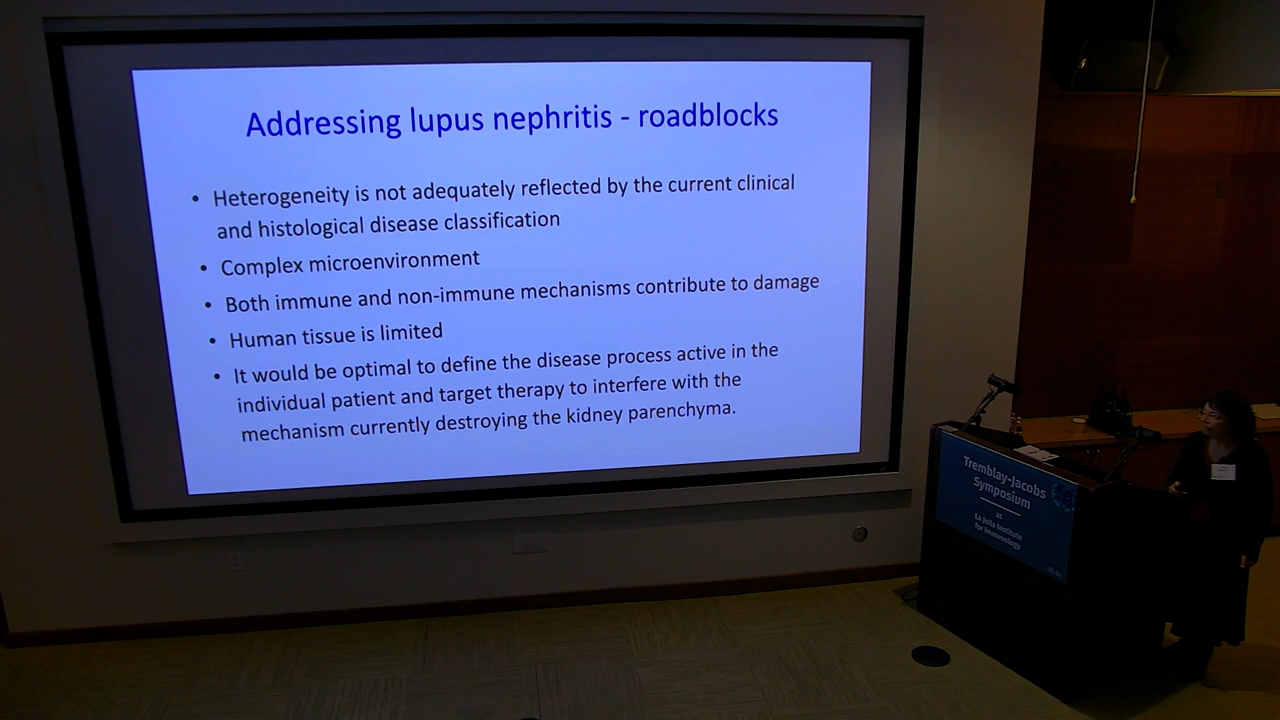 Addressing lupus nephritis - roadblocks
• Heterogeneity is not adequately reflected by the current clinical
and histological disease classification
• Complex microenvironment
• Both immune and non-immune mechanisms contribute to damage
• Human tissue is limited
• It would be optimal to define the disease process active in the
individual patient and target therapy to interfere with the
mechanism currently destroying the kidney parenchyma.
Tremblay-Jacobs
Symposium
at
La Jolla Institute
for Immunology